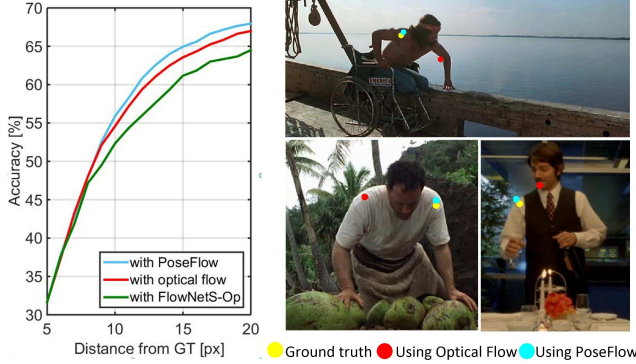 70
65
60
55
50
45
40
35
30
Accuracy [%]
with PoseFlow
with optical flow
with FlowNetS-Op
5 10 15 20
Distance from GT [px]
Ground truth Using Optical Flow Using PoseFlow